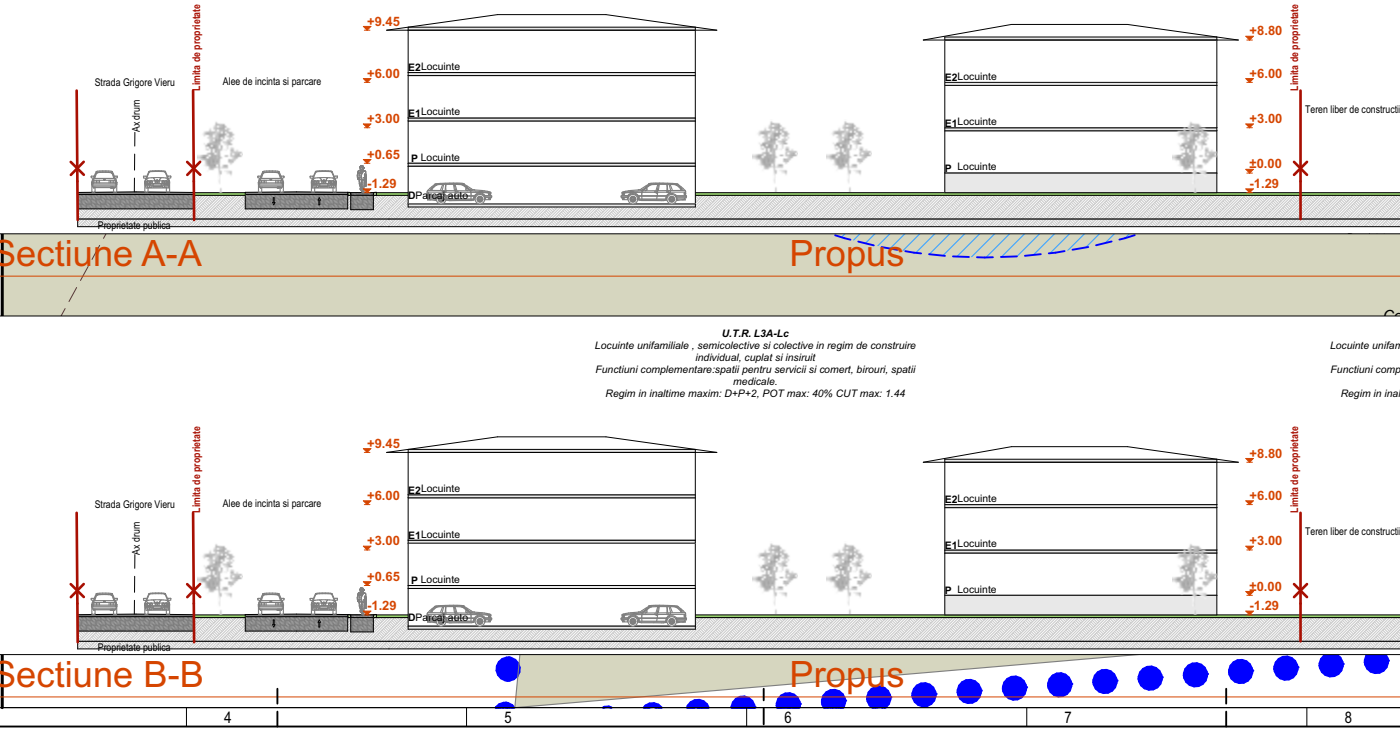 +9.45
Limita de proprietate
+8.80
Limita de proprietate
E2Locuinte
+6.00
E2Locuinte
+6.00
Strada Grigore Vieru
Alee de incinta si parcare
Ax drum
E1Locuinte
+3.00
E1Locuinte
+3.00
Teren liber de constructi
P Locuinte
+0.65
P Locuinte
±0.00
-1.29
DParcaj auto
-1.29
Proprietate publica
Sectiune A-A
Propus
U.T.R. L3A-Lc
Locuinte unifamiliale , semicolective si colective in regim de construire
individual, cuplat si insiruit
Functiuni complementare:spatii pentru servicii si comert, birouri, spatii
medicale.
Regim in inaltime maxim: D+P+2, POT max: 40% CUT max: 1.44
Locuinte unifan
Functiuni comp
Regim in inal
+9.45
Limita de proprietate
+8.80
Limita de proprietate
E2Locuinte
+6.00
E2Locuinte
+6.00
Strada Grigore Vieru
Alee de incinta si parcare
Ax drum
E1Locuinte
+3.00
E1Locuinte
+3.00
Teren liber de constructi
P Locuinte
+0.65
P Locuinte
±0.00
-1.29
DParcaj auto
-1.29
Proprietate publica
Sectiune B-B
Propus
4
5
6
7
8